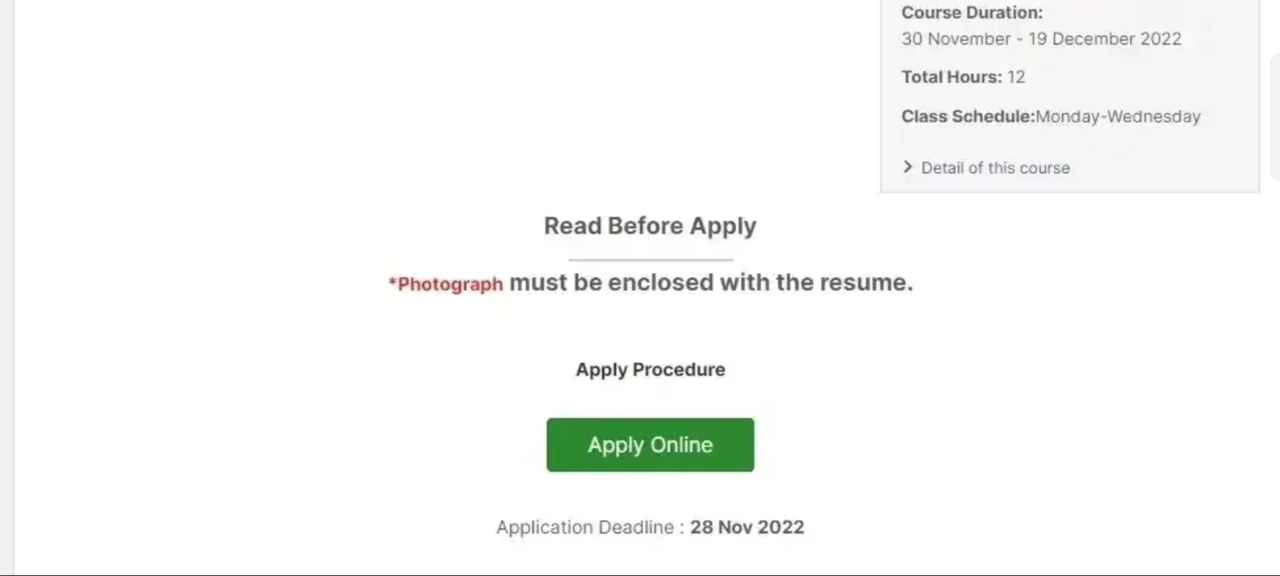 Course Duration:
30 November - 19 December 2022
Total Hours: 12
Class Schedule:Monday-Wednesday
Detail of this course
Read Before Apply
*Photograph must be enclosed with the resume.
Apply Procedure
Apply Online
Application Deadline : 28 Nov 2022